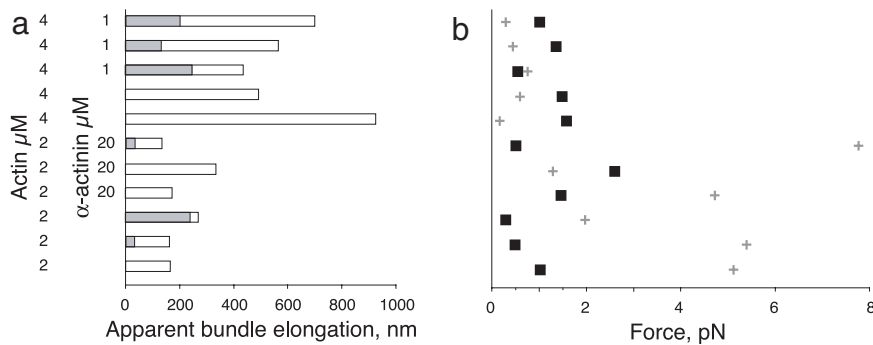 a
Actin µM
α-actinin µM
4 1
4 1
4 1
4
4
2 20
2 20
2 20
2
2
2
0 200 400 600 800 1000
Apparent bundle elongation, nm
b
0 2 4 6 8
Force, pN